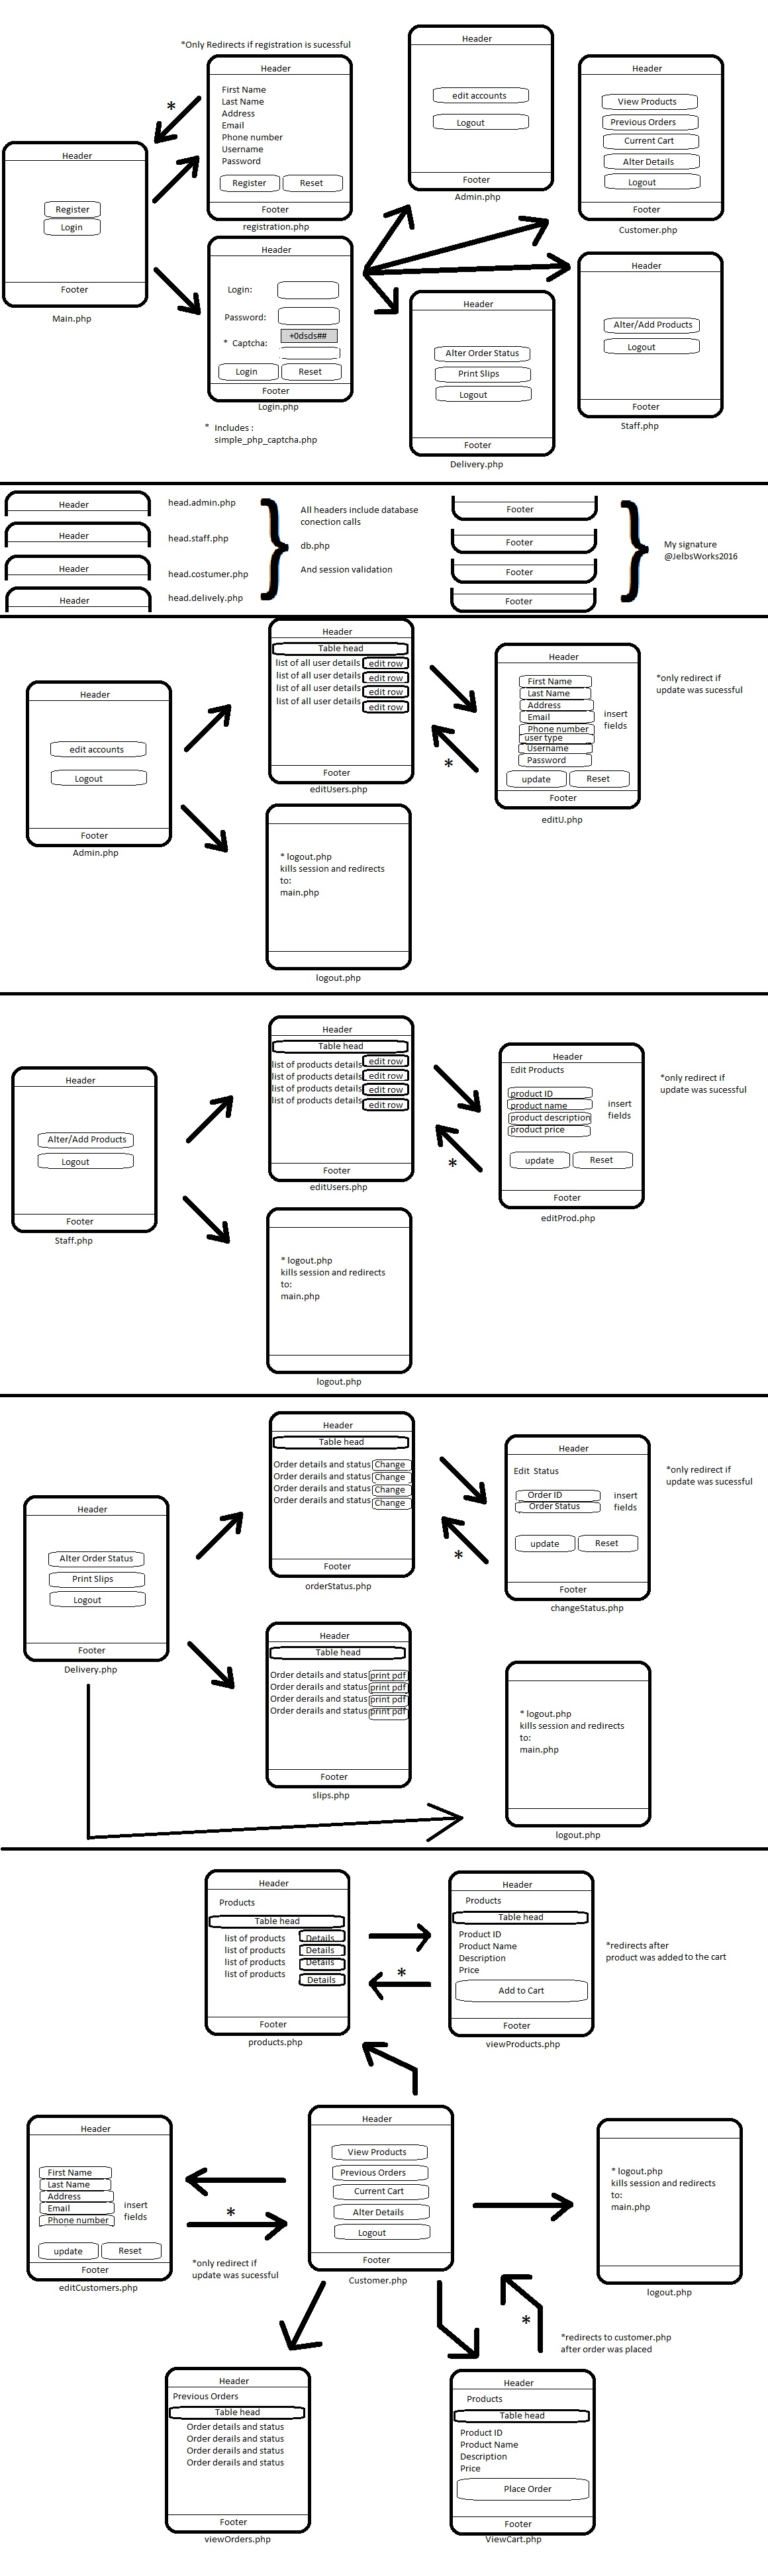 *Only Redirects if registration is sucessful
Header
First Name
Last Name
Address
Email
Phone number
Username
Password
Register Reset
Footer
registration.php
*
Header
Register
Login
Footer
Main.php
Header
Login:
Password:
+0dsds##
* Captcha:
Login Reset
Footer
Login.php
* Includes :
simple_php_captcha.php
Header
edit accounts
Logout
Footer
Admin.php
Header
View Products
Previous Orders
Current Cart
Alter Details
Logout
Footer
Customer.php
Header
Alter Order Status
Print Slips
Logout
Footer
Delivery.php
Header
Alter/Add Products
Logout
Footer
Staff.php
Header
head.admin.php
Header
head.staff.php
Header
head.costumer.php
Header
head.delively.php
All headers include database
conection calls
db.php
And session validation
Footer
Footer
Footer
Footer
My signature
@JelbsWorks2016
Header
edit accounts
Logout
Footer
Admin.php
Header
Table head
list of all user details edit row
list of all user details edit row
list of all user details edit row
list of all user details edit row
Footer
editUsers.php
*
Header
First Name
Last Name
Address
Email
Phone number
user type
Username
Password
insert
fields
update Reset
Footer
editU.php
*only redirect if
update was sucessful
* logout.php
kills session and redirects
to:
main.php
logout.php
Header
Alter/Add Products
Logout
Footer
Staff.php
Header
Table head
list of products details edit row
list of products details edit row
list of products details edit row
list of products details edit row
Footer
editUsers.php
*
Header
Edit Products
product ID
product name
product description
product price
insert
fields
update Reset
Footer
editProd.php
*only redirect if
update was sucessful
* logout.php
kills session and redirects
to:
main.php
logout.php
Header
Alter Order Status
Print Slips
Logout
Footer
Delivery.php
Header
Table head
Order details and status Change
Order derails and status Change
Order derails and status Change
Order derails and status Change
Footer
orderStatus.php
*
Header
Edit Status
Order ID
Order Status
insert
fields
update Reset
Footer
changeStatus.php
*only redirect if
update was sucessful
Header
Table head
Order details and status print pdf
Order derails and status print pdf
Order derails and status print pdf
Order derails and status print pdf
Footer
slips.php
* logout.php
kills session and redirects
to:
main.php
logout.php
Header
Products
Table head
list of products Details
list of products Details
list of products Details
list of products Details
Footer
products.php
*
Header
Products
Table head
Product ID
Product Name
Description
Price
Add to Cart
Footer
viewProducts.php
*redirects after
product was added to the cart
Header
First Name
Last Name
Address
Email
Phone number
insert
fields
update Reset
Footer
editCustomers.php
*
*only redirect if
update was sucessful
Header
View Products
Previous Orders
Current Cart
Alter Details
Logout
Footer
Customer.php
* logout.php
kills session and redirects
to:
main.php
logout.php
*
*redirects to customer.php
after order was placed
Header
Previous Orders
Table head
Order details and status
Order derails and status
Order derails and status
Order derails and status
Footer
viewOrders.php
Header
Products
Table head
Product ID
Product Name
Description
Price
Place Order
Footer
ViewCart.php